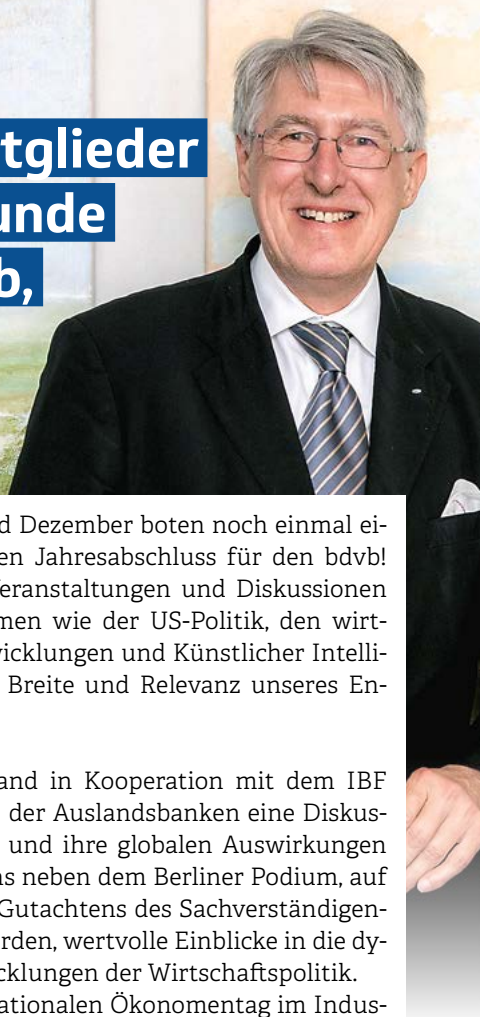 tglieder
unde
b,
d Dezember boten noch einmal ei-
en Jahresabschluss für den bdvb!
eranstaltungen und Diskussionen
men wie der US-Politik, den wirt-
wicklungen und Künstlicher Intelli-
Breite und Relevanz unseres En-
and in Kooperation mit dem IBF
der Auslandsbanken eine Diskus-
und ihre globalen Auswirkungen
ns neben dem Berliner Podium, auf
Gutachtens des Sachverständigen-
rden, wertvolle Einblicke in die dy-
cklungen der Wirtschaftspolitik.
ationalen Ökonomentag im Indus-